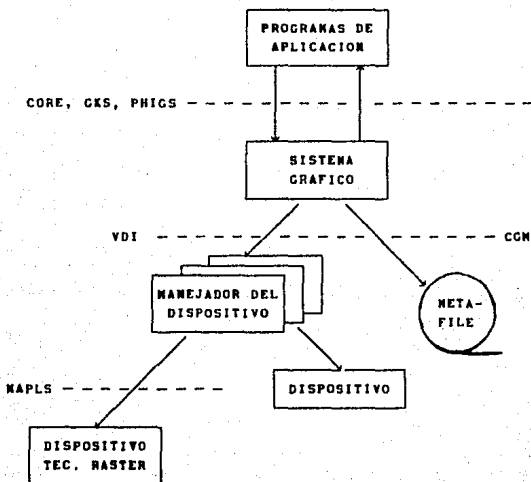 PROGRAMAS DE
APLICACION
CORE, GKS, PHIGS
SISTEMA
GRAFICO
VDI
CGM
MANEJADOR DEL
DISPOSITIVO
META-
FILE
NAPLS
DISPOSITIVO
DISPOSITIVO
TEC. RASTER